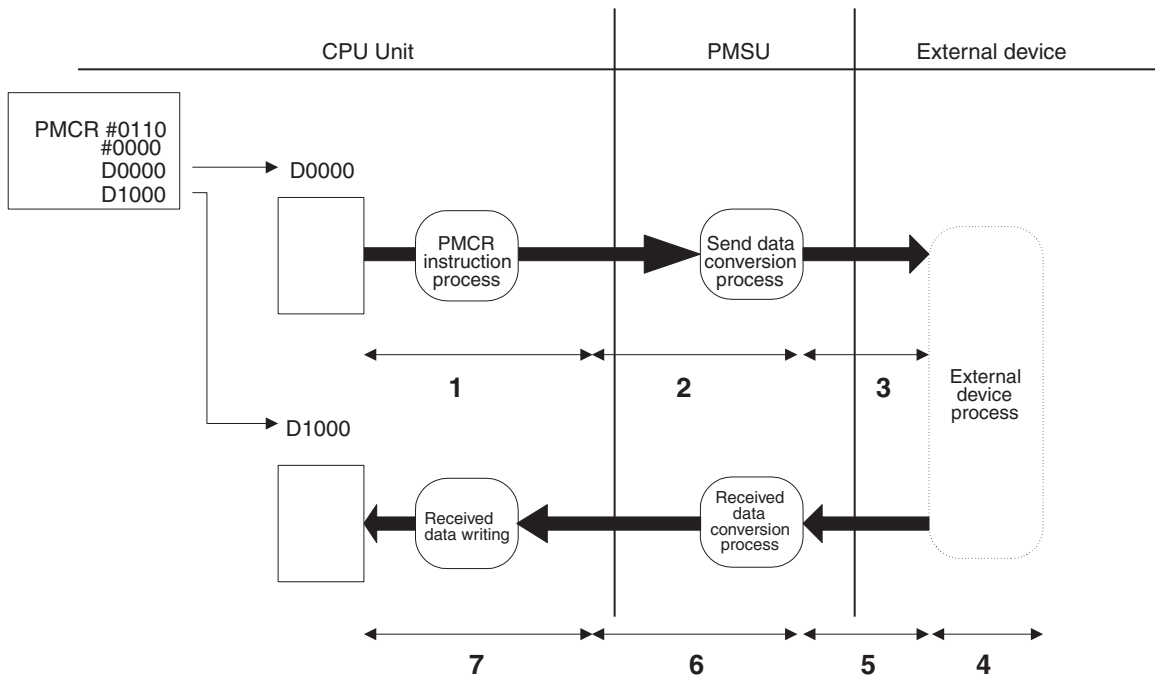 CPU Unit
PMSU
External device
PMCR #0110
#0000
D0000
D1000
D0000
PMCR
instruction
process
Send data
conversion
process
1
2
3
External
device
process
D1000
Received
data writing
Received
data
conversion
process
7
6
5
4